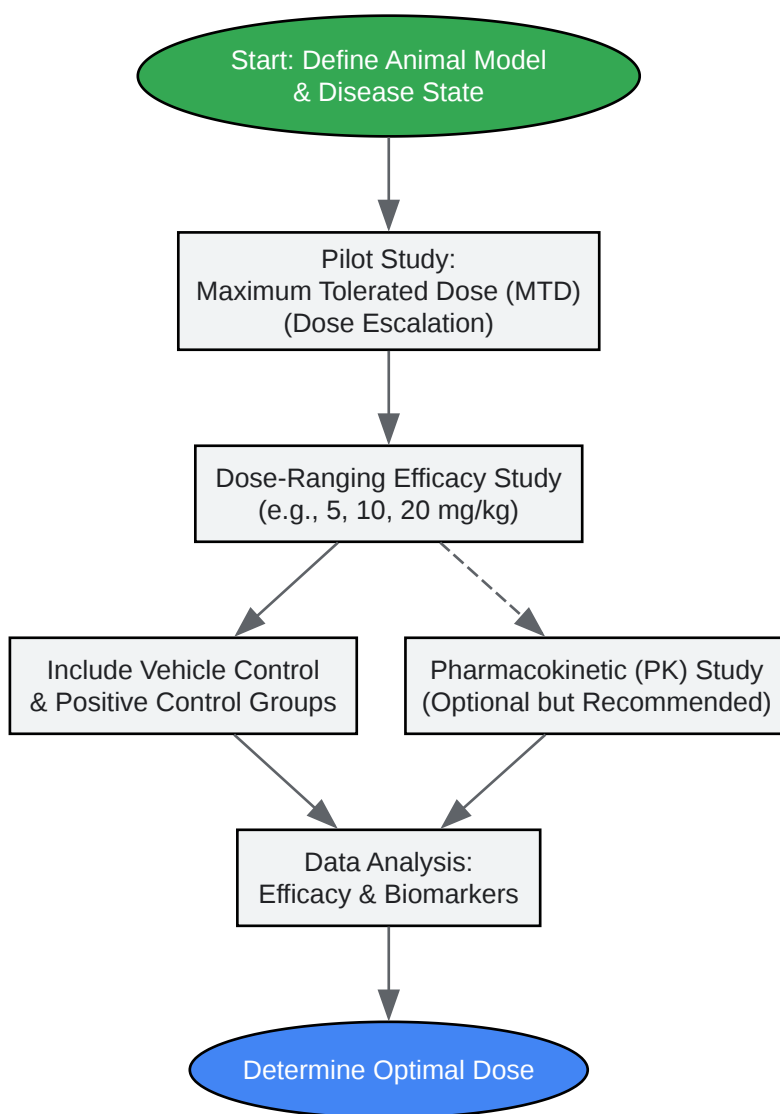 Start: Define Animal Model
& Disease State
Pilot Study:
Maximum Tolerated Dose (MTD)
(Dose Escalation)
Dose-Ranging Efficacy Study
(e.g., 5, 10, 20 mg/kg)
Include Vehicle Control
& Positive Control Groups
Pharmacokinetic (PK) Study
(Optional but Recommended)
Data Analysis:
Efficacy & Biomarkers
Determine Optimal Dose